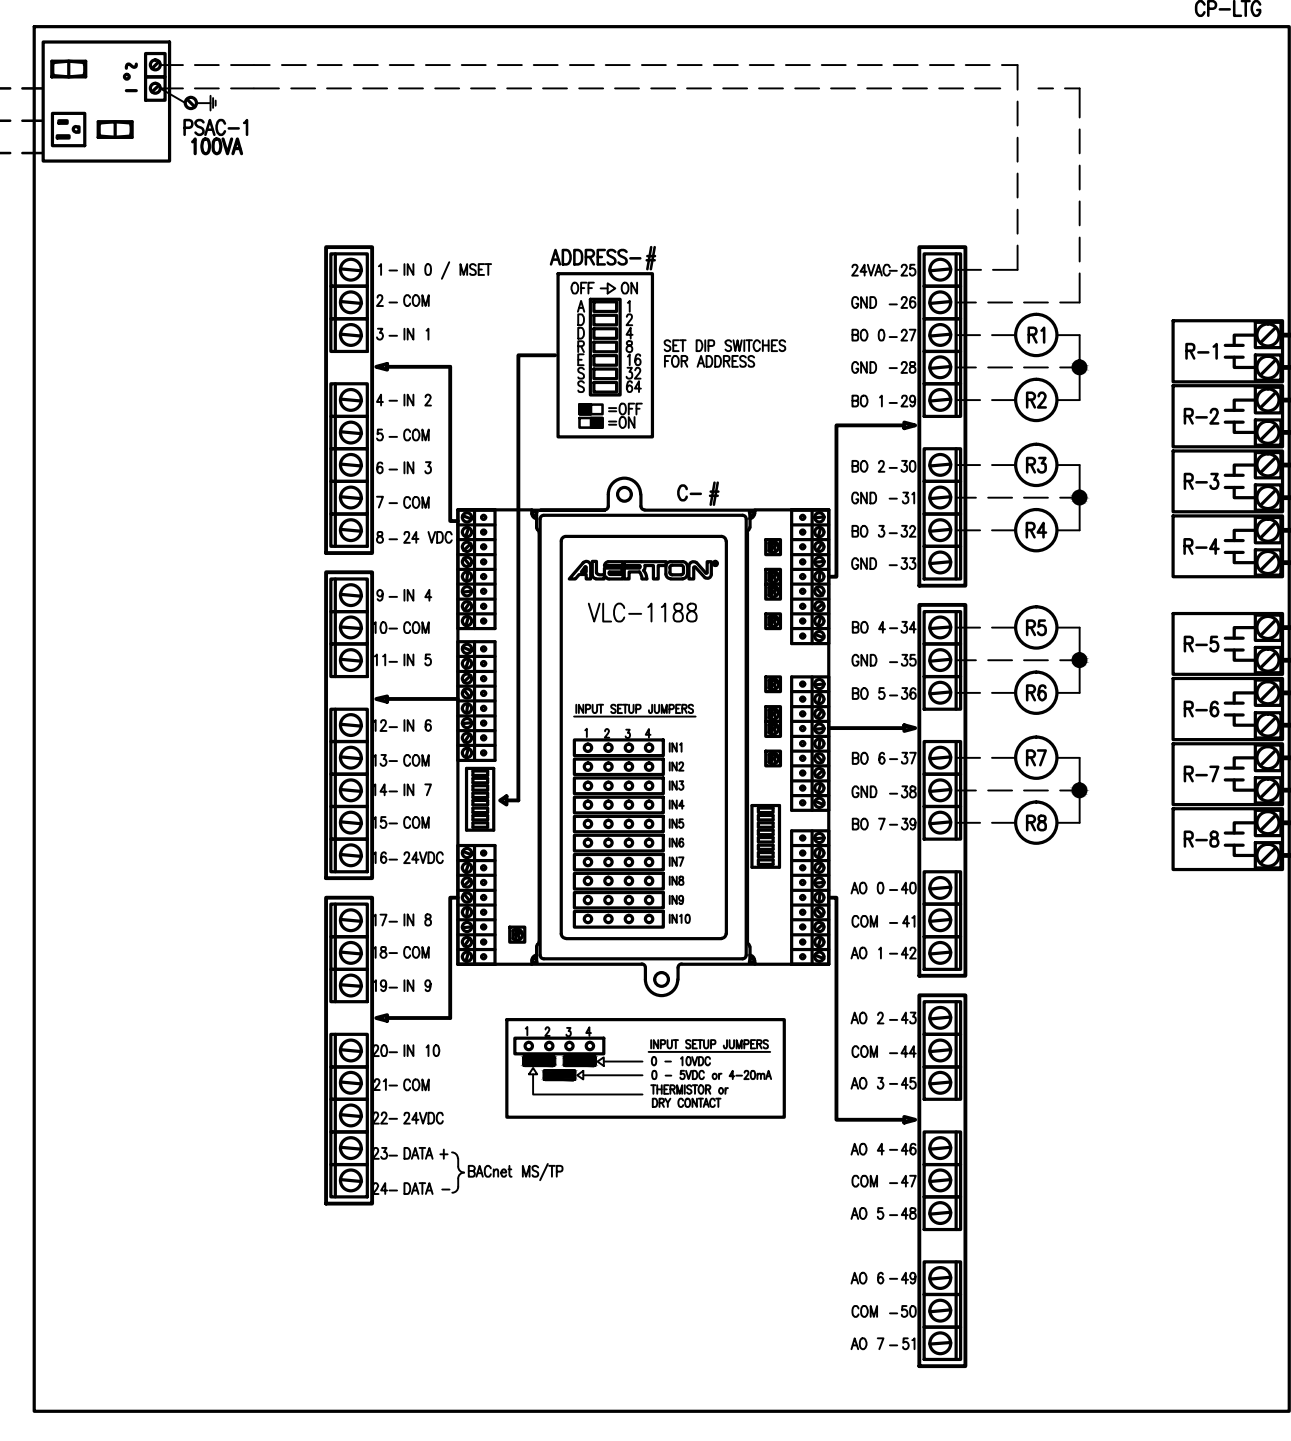 CP-LTG
2
1
PSAC-1
100VA
1- IN 0 / MSET
2- COM
3- IN 1
4- IN 2
5- COM
6- IN 3
7- COM
8- 24 VDC
9- IN 4
10- COM
11- IN 5
12- IN 6
13- COM
14- IN 7
15- COM
16- 24VDC
17- IN 8
18- COM
19- IN 9
20- IN 10
21- COM
22- 24VDC
23- DATA +
24- DATA -
BACnet MS/TP
ADDRESS-#
OFF ON
A 1
D 2
D 4
R 8
E 16
S 32
S 64
=OFF
=ON
SET DIP SWITCHES
FOR ADDRESS
C-#
ALERTON®
VLC-1188
INPUT SETUP JUMPERS
1 2 3 4
IN1
IN2
IN3
IN4
IN5
IN6
IN7
IN8
IN9
IN10
1 2 3 4
INPUT SETUP JUMPERS
0 - 10VDC
0 - 5VDC or 4-20mA
THERMISTOR or
DRY CONTACT
24VAC-25
GND -26
BO 0-27
GND -28
BO 1-29
BO 2-30
GND -31
BO 3-32
GND -33
BO 4-34
GND -35
BO 5-36
BO 6-37
GND -38
BO 7-39
AO 0-40
COM -41
AO 1-42
AO 2-43
COM -44
AO 3-45
AO 4-46
COM -47
AO 5-48
AO 6-49
COM -50
AO 7-51
R1
R2
R3
R4
R5
R6
R7
R8
R-1
R-2
R-3
R-4
R-5
R-6
R-7
R-8